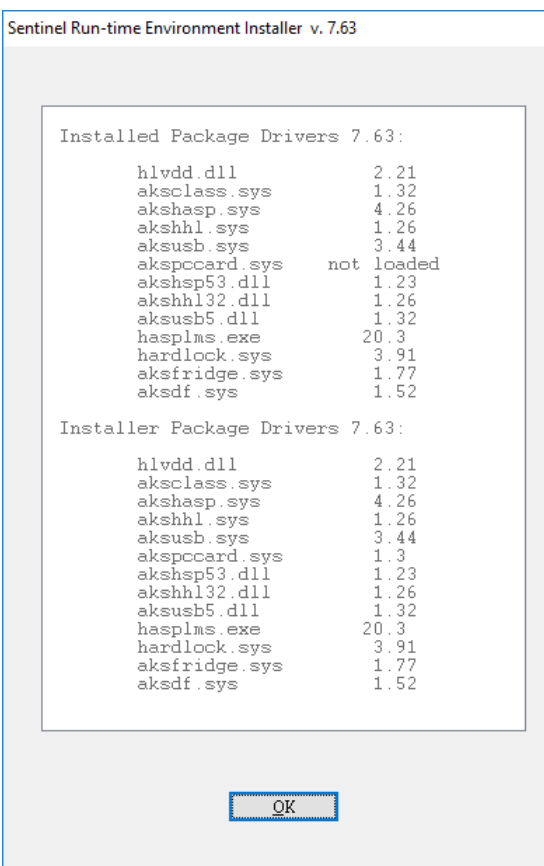 Sentinel Run-time Environment Installer v. 7.63
Installed Package Drivers 7.63:
hlvdd.dll 2.21
aksclass.sys 1.32
akshasp.sys 4.26
akshhl.sys 1.26
aksusb.sys 3.44
akspccard.sys not loaded
akshsp53.dll 1.23
akshhl32.dll 1.26
aksusb5.dll 1.32
hasplms.exe 20.3
hardlock.sys 3.91
aksfridge.sys 1.77
aksdf.sys 1.52
Installer Package Drivers 7.63:
hlvdd.dll 2.21
aksclass.sys 1.32
akshasp.sys 4.26
akshhl.sys 1.26
aksusb.sys 3.44
akspccard.sys 1.3
akshsp53.dll 1.23
akshhl32.dll 1.26
aksusb5.dll 1.32
hasplms.exe 20.3
hardlock.sys 3.91
aksfridge.sys 1.77
aksdf.sys 1.52
OK